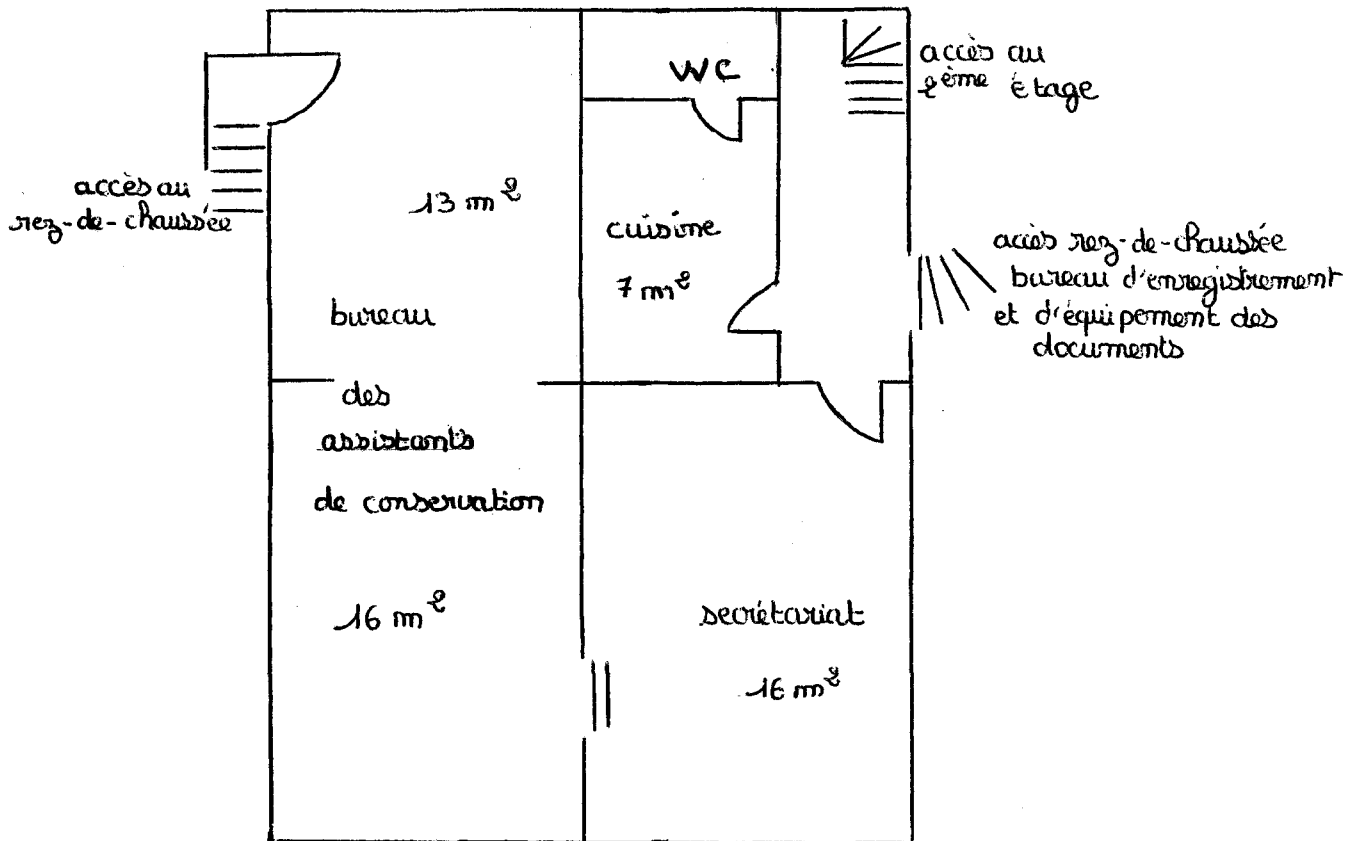 WC
accès au
2ème étage
accès au
rez-de-chaussée
13 m²
cuisine
7 m²
accès rez-de-chaussée
bureau d'enregistrement
et d'équipement des
documents
bureau
des
assistants
de conservation
16 m²
secrétariat
16 m²